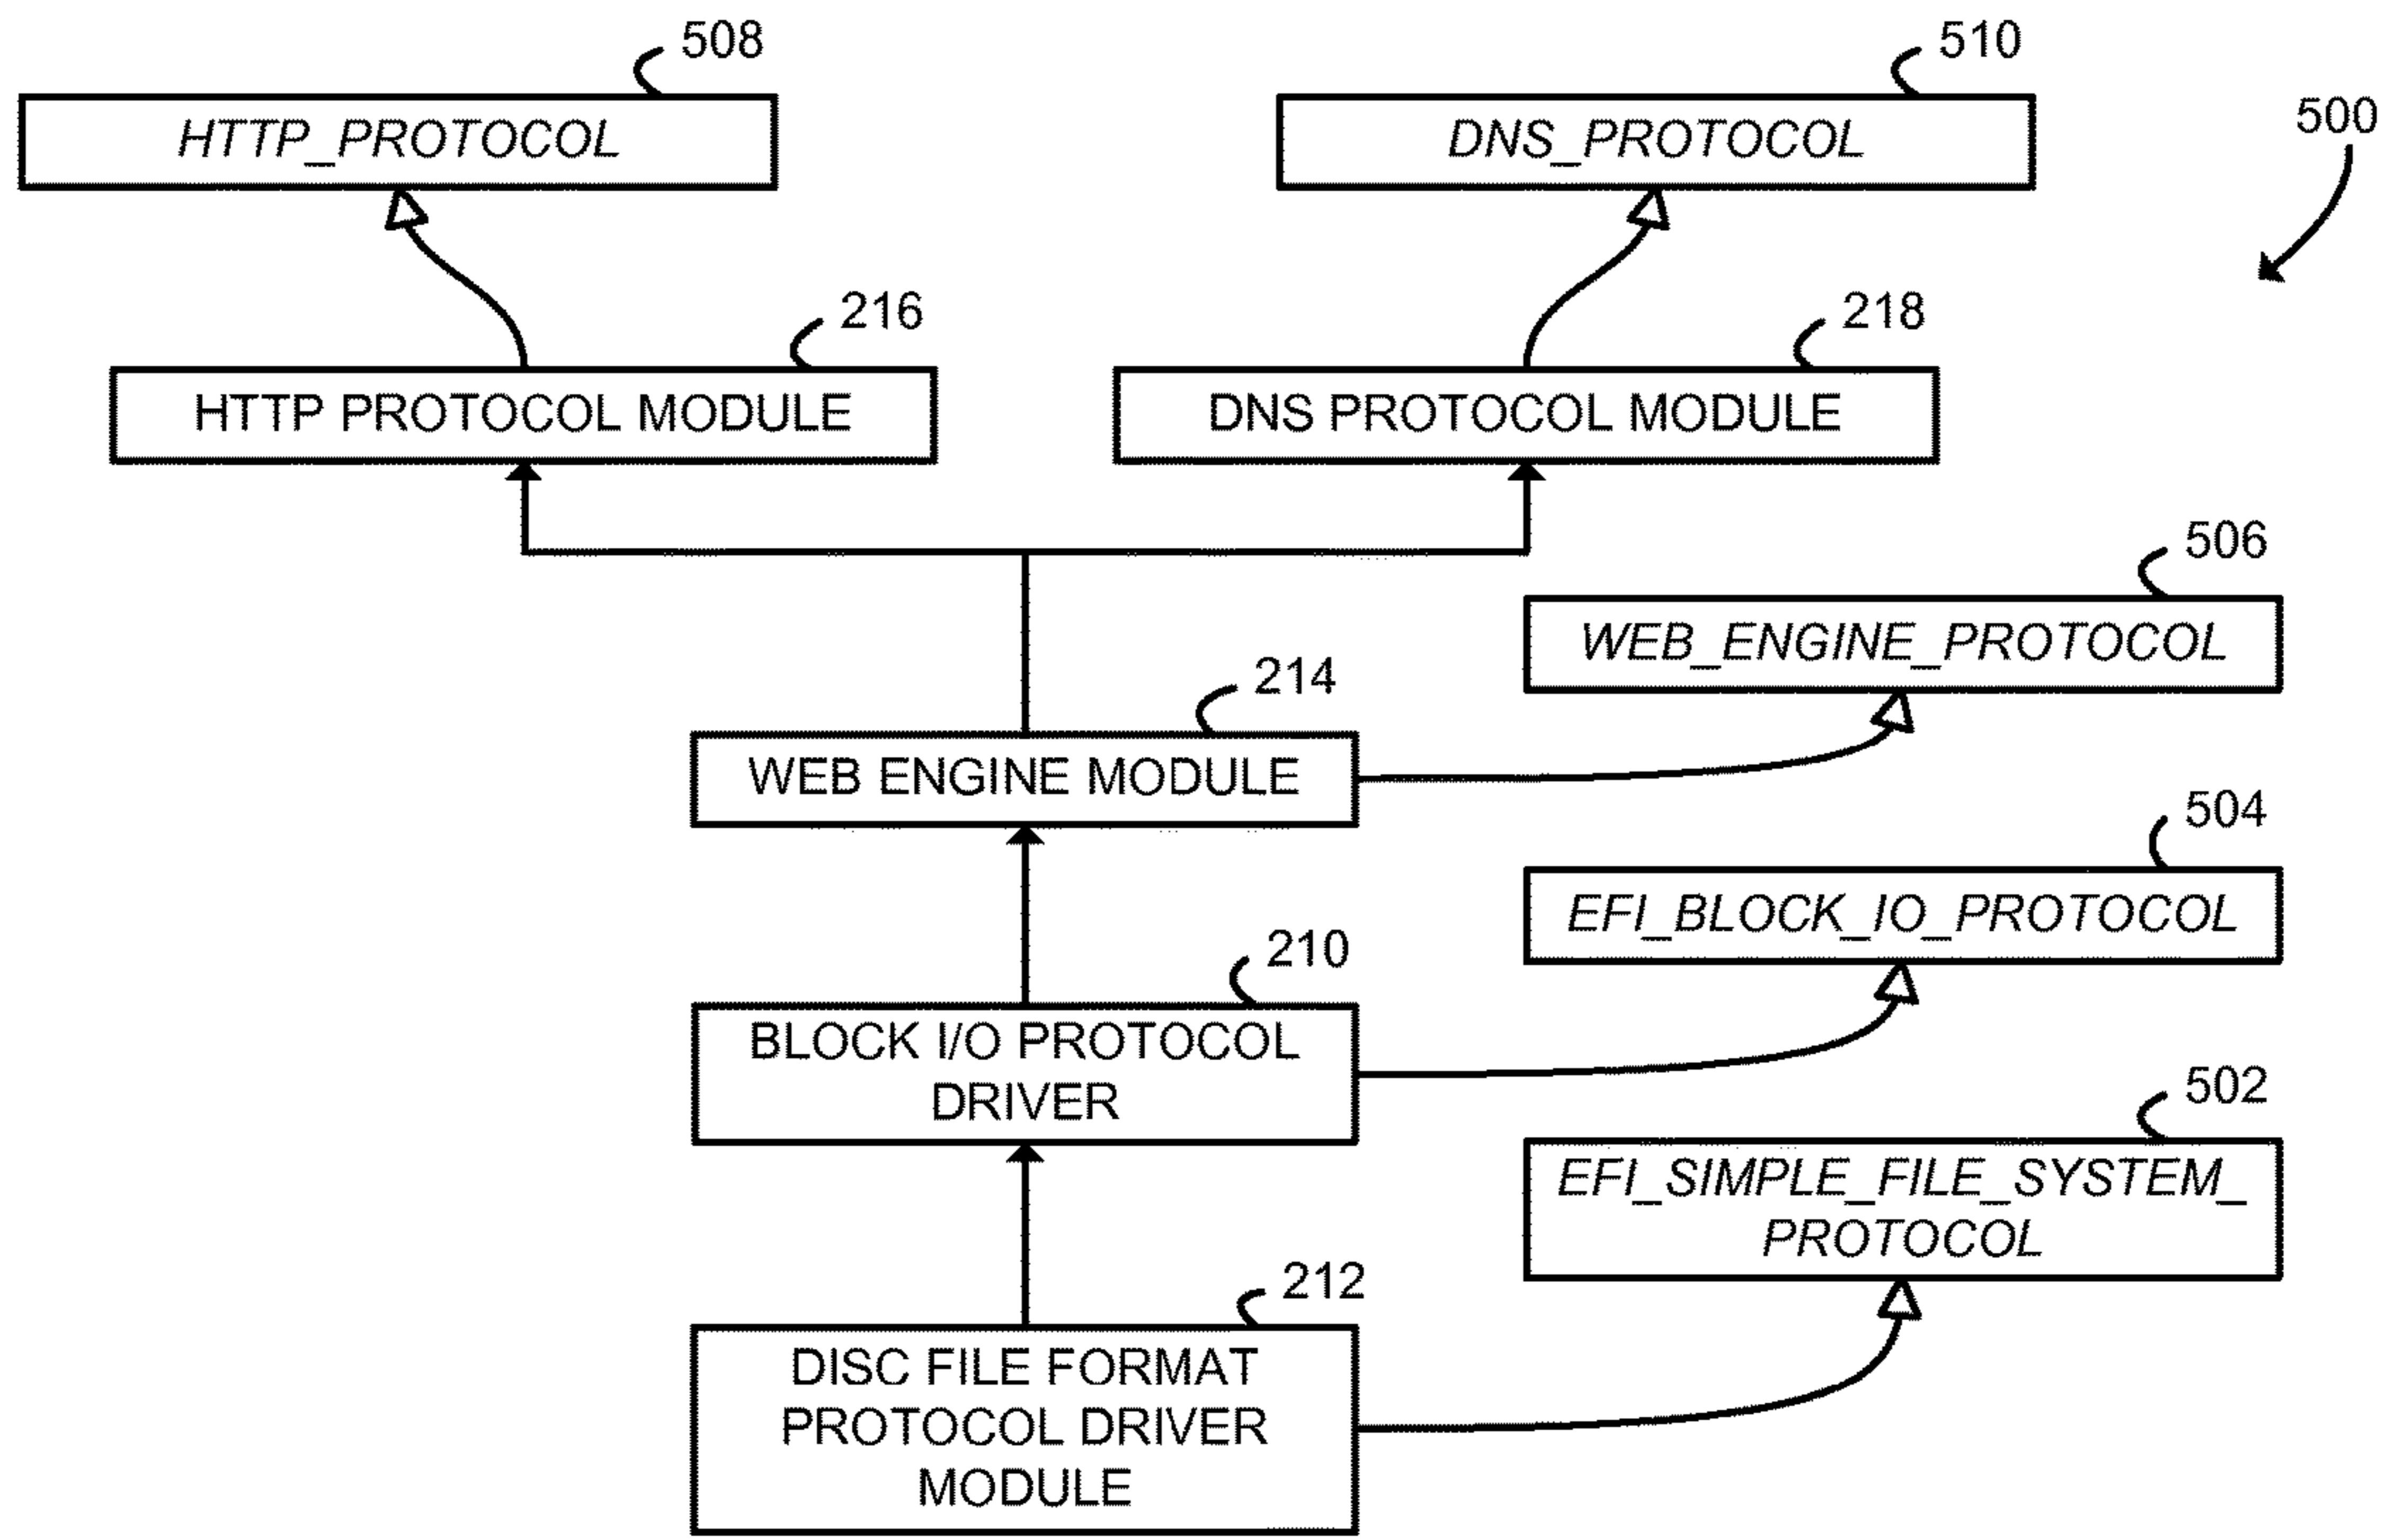 508
510
HTTP_PROTOCOL
DNS_PROTOCOL
500
216
218
HTTP PROTOCOL MODULE
DNS PROTOCOL MODULE
506
WEB_ENGINE_PROTOCOL
214
WEB ENGINE MODULE
504
EFI_BLOCK_IO_PROTOCOL
210
BLOCK I/O PROTOCOL
DRIVER
502
EFI_SIMPLE_FILE_SYSTEM_
PROTOCOL
212
DISC FILE FORMAT
PROTOCOL DRIVER
MODULE